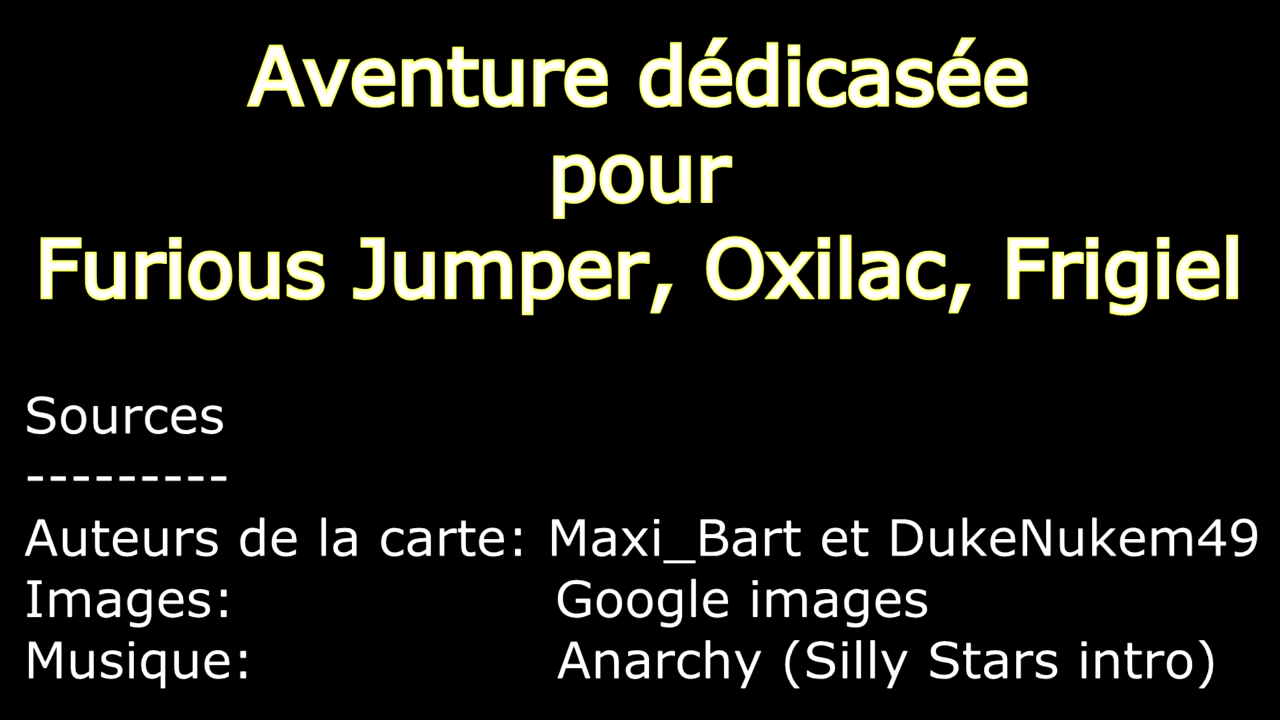 Aventure dédicasée
pour
Furious Jumper, Oxilac, Frigiel
Sources
---------
Auteurs de la carte: Maxi_Bart et DukeNukem49
Images: Google images
Musique: Anarchy (Silly Stars intro)